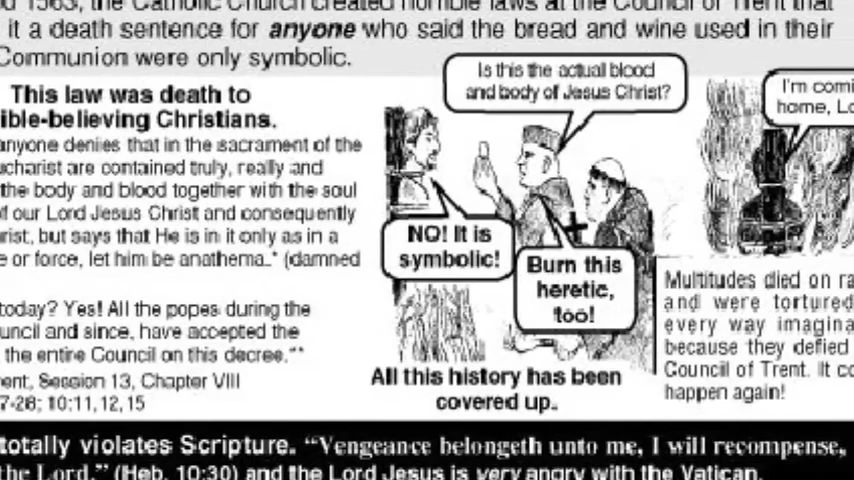 1563, the Catholic Church created horrible laws at the Council of Trent that
it a death sentence for anyone who said the bread and wine used in their
Communion were only symbolic.
This law was death to
ible-believing Christians.
anyone denies that in the sacrament of the
ucharist are contained truly, really and
the body and blood together with the soul
of our Lord Jesus Christ and consequently
rist, but says that He is in it only as in a
e or force, let him be anathema." (damned
today? Yes! All the popes during the
uncil and since, have accepted the
the entire Council on this decree."*
ent, Session 13, Chapter VIII
7-28; 10:11,12,15
Is this the actual blood
and body of Jesus Christ?
NO! It is
symbolic!
Burn this
heretic,
too!
All this history has been
covered up.
I'm comi
home, Lo
Multitudes died on ra
and were tortured
every way imagina
because they defied
Council of Trent. It co
happen again!
totally violates Scripture. "Vengeance belongeth unto me, I will recompense,
the Lord." (Heb. 10:30) and the Lord Jesus is very angry with the Vatican.